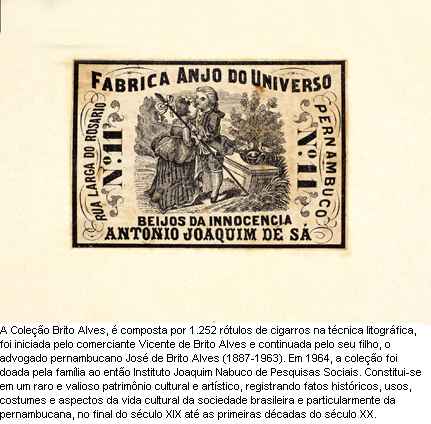 FABRICA ANJO DO UNIVERSO
RUA LARGA DO ROSARIO
Nº 11
Nº 11
PERNAMBUCO
BEIJOS DA INNOCENCIA
ANTONIO JOAQUIM DE SÁ
A Coleção Brito Alves, é composta por 1.252 rótulos de cigarros na técnica litográfica,
foi iniciada pelo comerciante Vicente de Brito Alves e continuada pelo seu filho, o
advogado pernambucano José de Brito Alves (1887-1963). Em 1964, a coleção foi
doada pela família ao então Instituto Joaquim Nabuco de Pesquisas Sociais. Constitui-se
em um raro e valioso patrimônio cultural e artístico, registrando fatos históricos, usos,
costumes e aspectos da vida cultural da sociedade brasileira e particularmente da
pernambucana, no final do século XIX até as primeiras décadas do século XX.